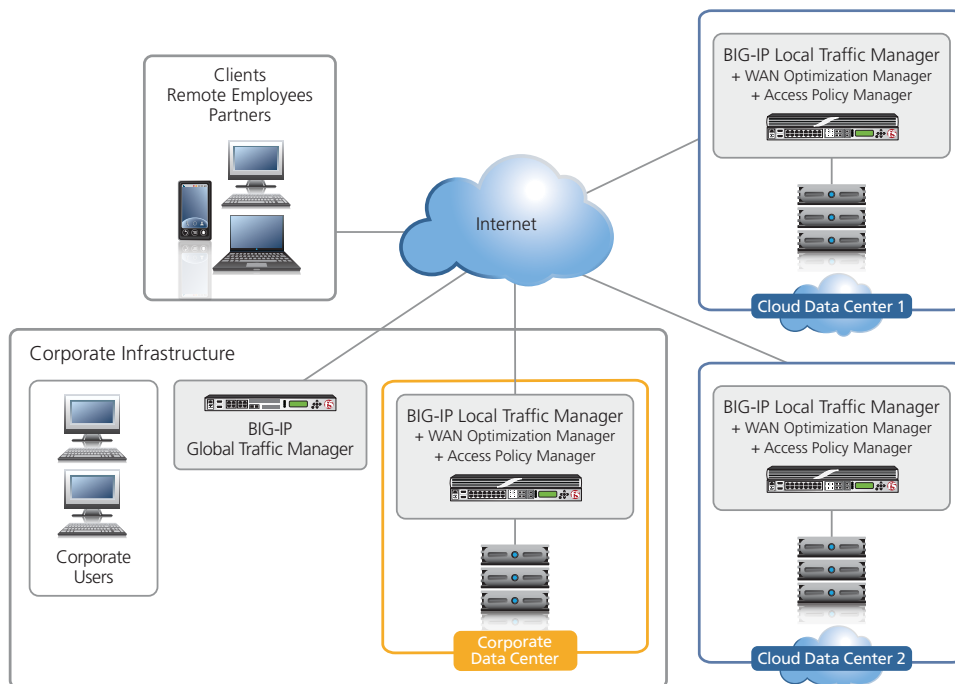 Clients
Remote Employees
Partners
Internet
BIG-IP Local Traffic Manager
+ WAN Optimization Manager
+ Access Policy Manager
Cloud Data Center 1
Corporate Infrastructure
Corporate
Users
BIG-IP
Global Traffic Manager
BIG-IP Local Traffic Manager
+ WAN Optimization Manager
+ Access Policy Manager
Corporate
Data Center
BIG-IP Local Traffic Manager
+ WAN Optimization Manager
+ Access Policy Manager
Cloud Data Center 2